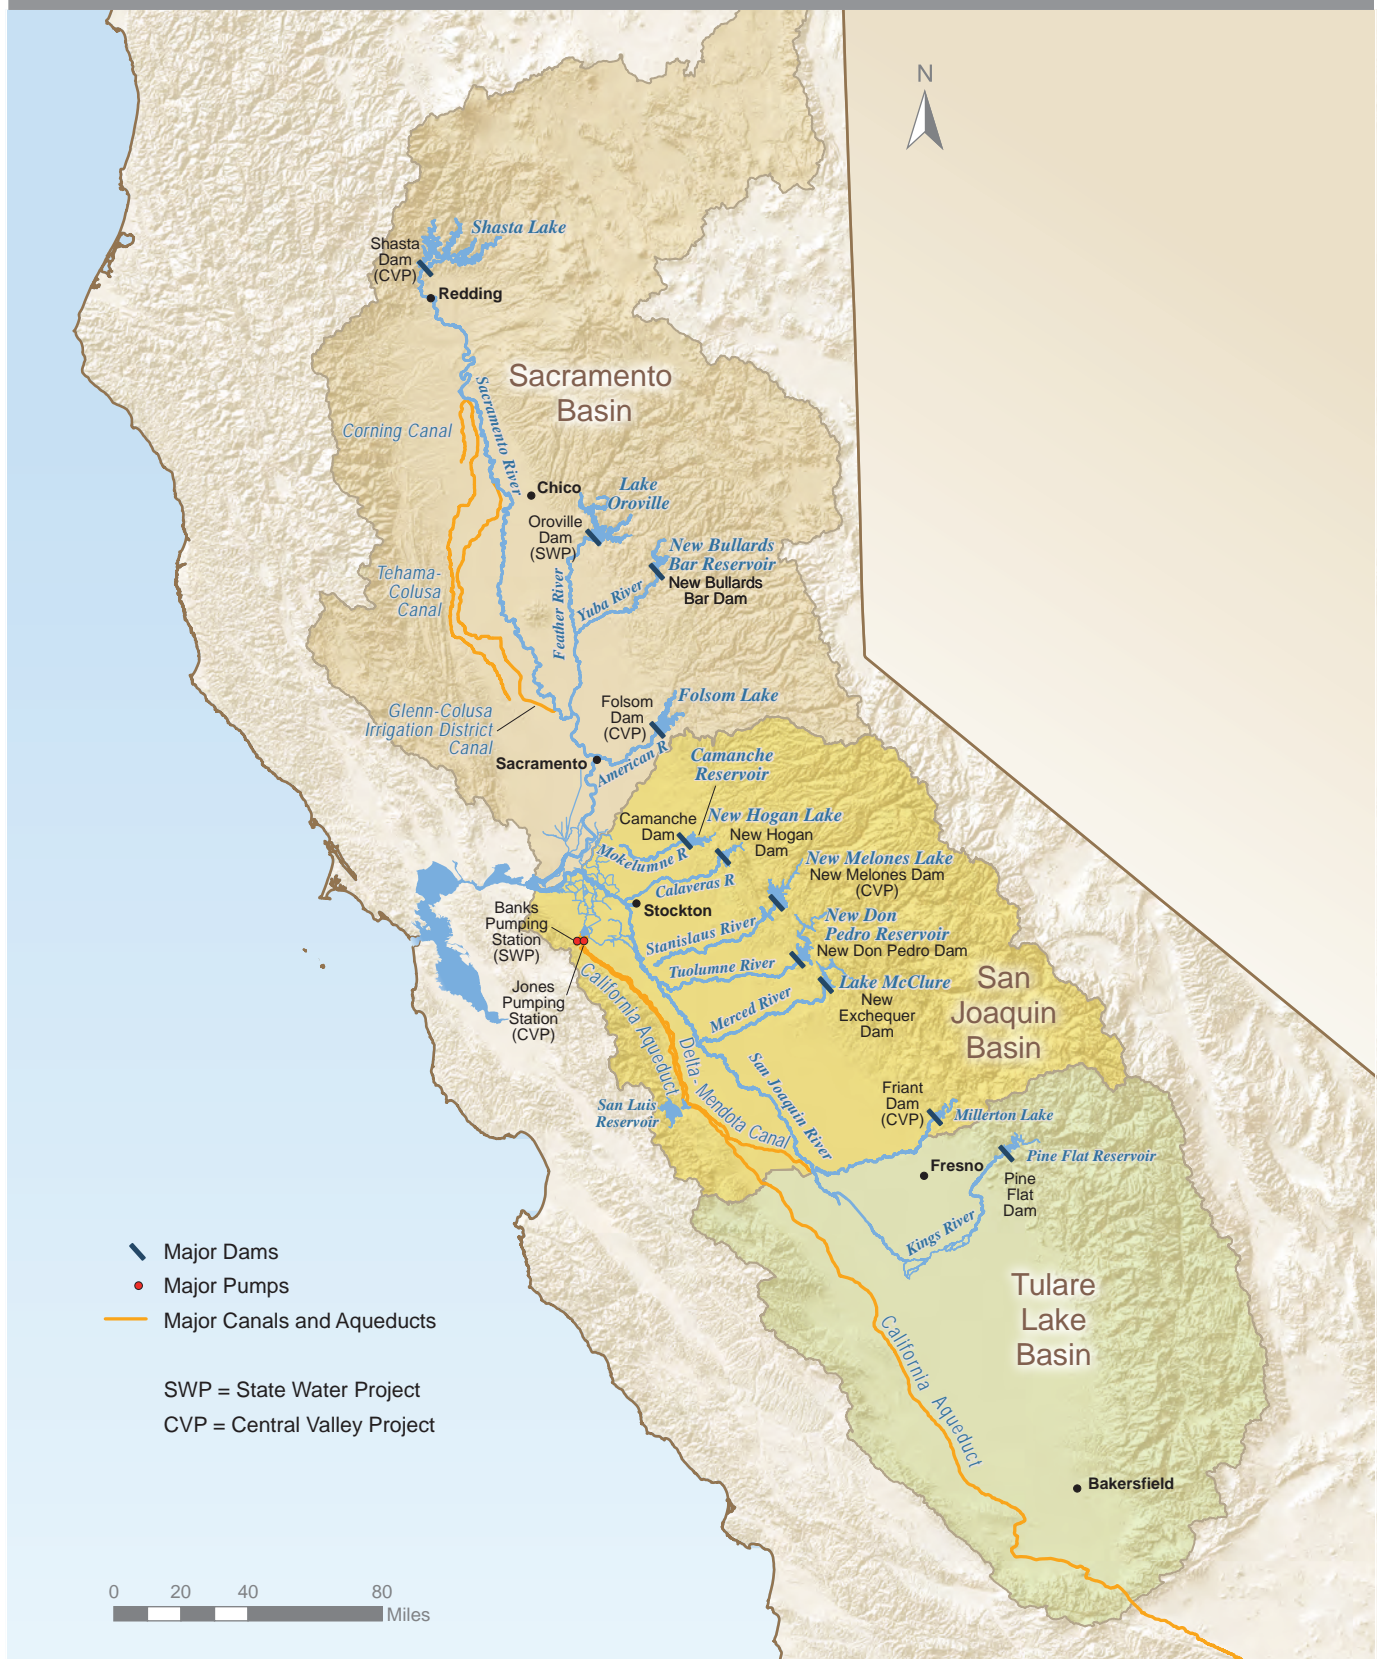 N
Shasta Lake
Shasta
Dam
(CVP)
Redding
Sacramento
Basin
Sacramento River
Corning Canal
Chico
Lake
Oroville
Oroville
Dam
(SWP)
New Bullards
Bar Reservoir
New Bullards
Bar Dam
Tehama-
Colusa
Canal
Feather River
Yuba River
Folsom Lake
Folsom
Dam
(CVP)
Glenn-Colusa
Irrigation District
Canal
Sacramento
American R
Camanche
Reservoir
Camanche
Dam
New Hogan Lake
New Hogan
Dam
Mokelumne R
New Melones Lake
New Melones Dam
(CVP)
Calaveras R
Stockton
Banks
Pumping
Station
(SWP)
New Don
Pedro Reservoir
New Don Pedro Dam
Stanislaus River
Tuolumne River
Jones
Pumping
Station
(CVP)
Lake McClure
New
Exchequer
Dam
San
Joaquin
Basin
Merced River
California Aqueduct
Delta - Mendota Canal
San Joaquin River
San Luis
Reservoir
Friant
Dam
(CVP)
Millerton Lake
Fresno
Pine Flat Reservoir
Pine
Flat
Dam
Kings River
Tulare
Lake
Basin
California Aqueduct
Bakersfield
Major Dams
Major Pumps
Major Canals and Aqueducts
SWP = State Water Project
CVP = Central Valley Project
0 20 40 80
Miles